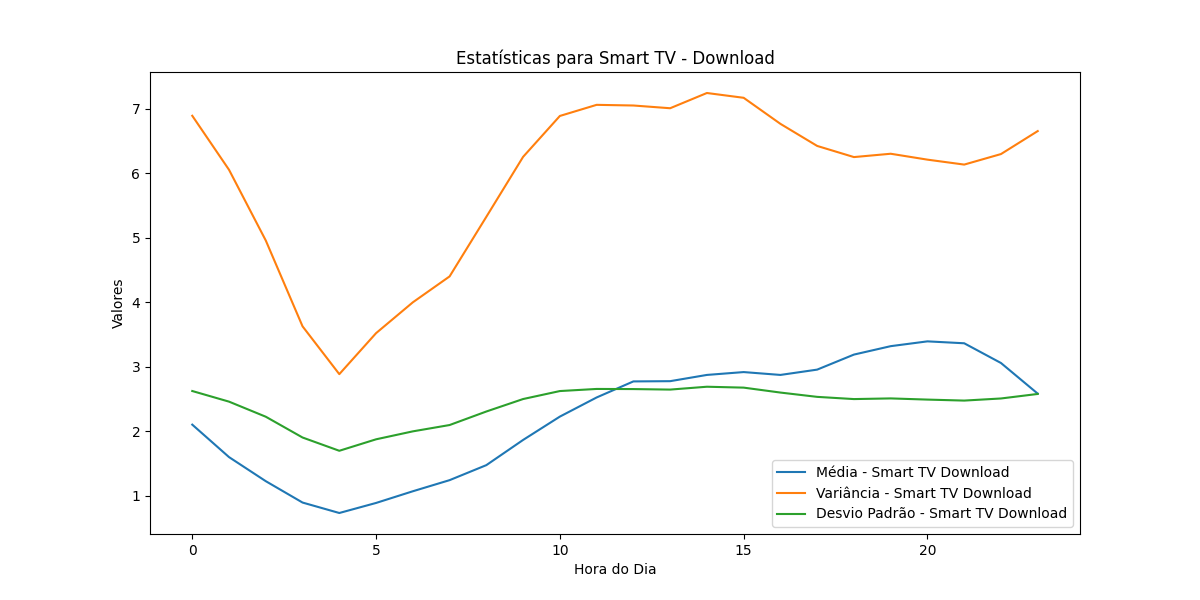 Estatísticas para Smart TV - Download
Valores
7
6
5
4
3
2
1
0
5
10
15
20
Hora do Dia
Média - Smart TV Download
Variância - Smart TV Download
Desvio Padrão - Smart TV Download